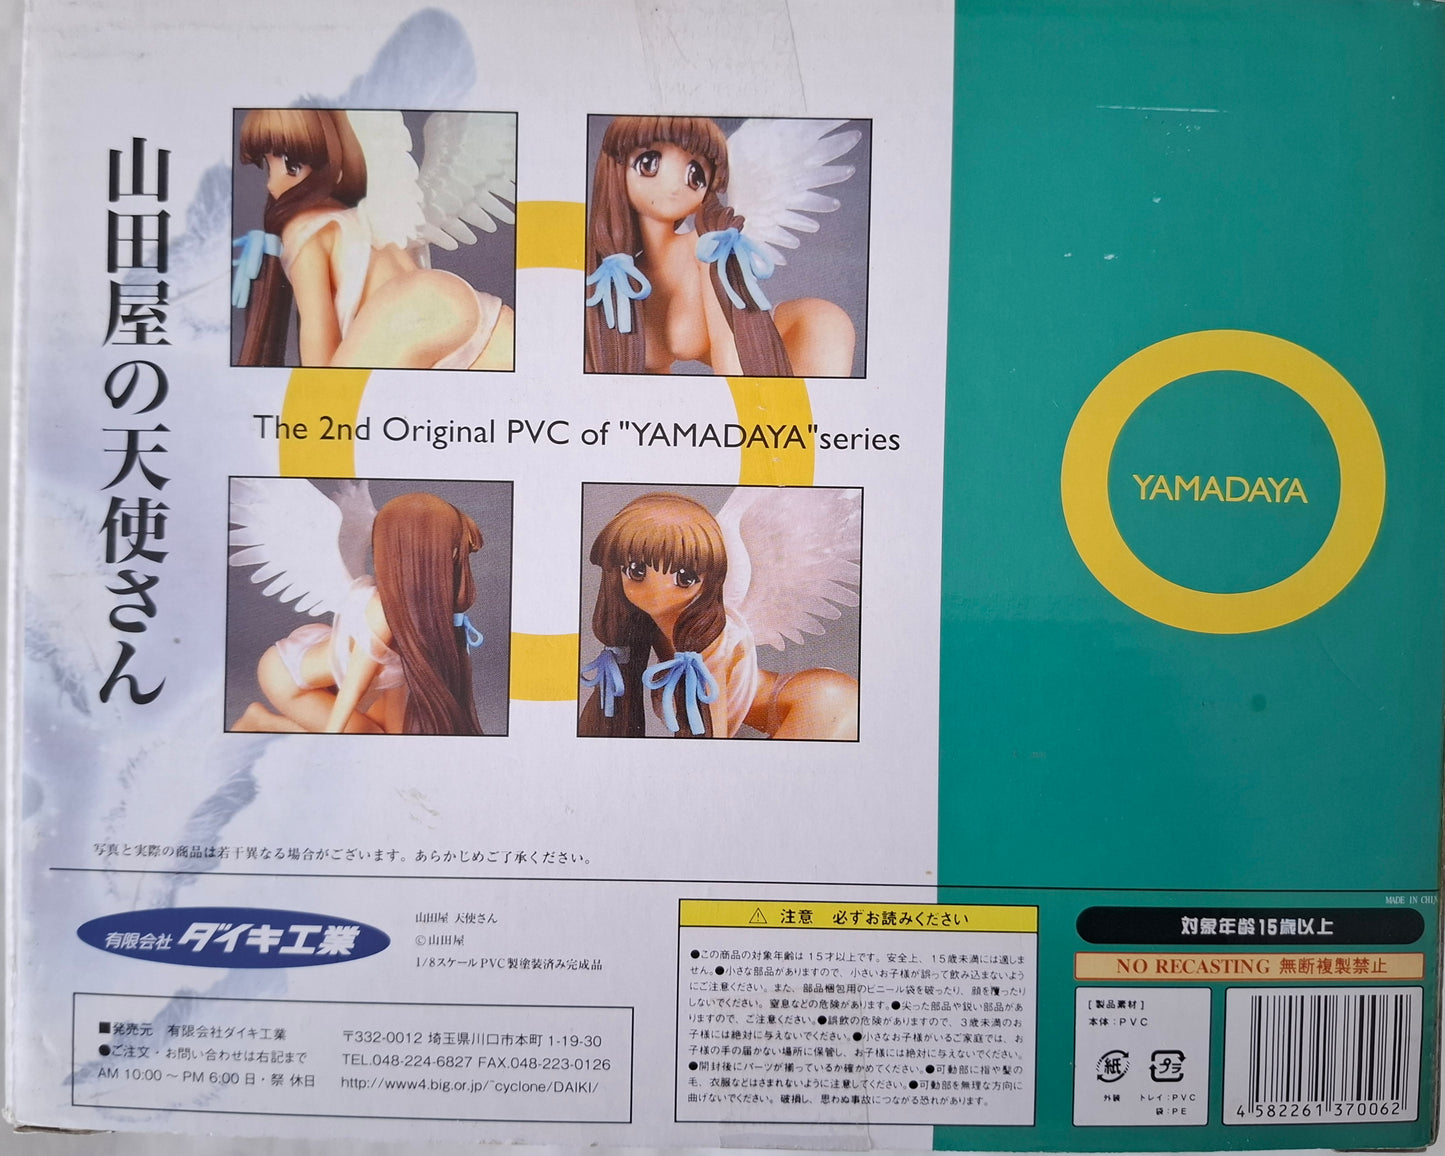 山田屋の天使さん
The 2nd Original PVC of "YAMADAYA"series
YAMADAYA
写真と実際の商品は若干異なる場合がございます。あらかじめご了承ください。
有限会社 ダイキ工業
山田屋 天使さん
©山田屋
1/8スケールPVC製塗装済み完成品
■発売元 有限会社ダイキ工業
●ご注文・お問い合わせは右記まで
AM 10:00 ～ PM 6:00 日・祭 休日
〒332-0012 埼玉県川口市本町 1-19-30
TEL.048-224-6827 FAX.048-223-0126
http://www4.big.or.jp/~cyclone/DAIKI/
⚠ 注意 必ずお読みください
●この商品の対象年齢は 15才以上です。安全上、15歳未満には適しま
せん。●小さな部品がありますので、小さいお子様が誤って飲み込まないよう
にご注意ください。また、部品梱包用のビニール袋を破ったり、顔を覆ったり
しないでください。窒息などの危険があります。●尖った部品や鋭い部品があ
りますので、ご注意ください。●誤飲の危険がありますので、3歳未満のお
子様には絶対に与えないでください。●小さなお子様がいるご家庭では、お
子様の手の届かない場所に保管し、お子様には絶対に与えないでください。
●開封後にパーツが揃っているか確かめてください。●可動部に指や髪の
毛、衣服などはさまれないように注意してください。●可動部を無理な方向に
曲げないでください。破損し、思わぬ事故につながる恐れがあります。
MADE IN CHIN
対象年齢15歳以上
NO RECASTING 無断複製禁止
[製品素材]
本体：PVC
紙
外装
プラ
トレイ：PVC
袋：PE
4 582261 370062